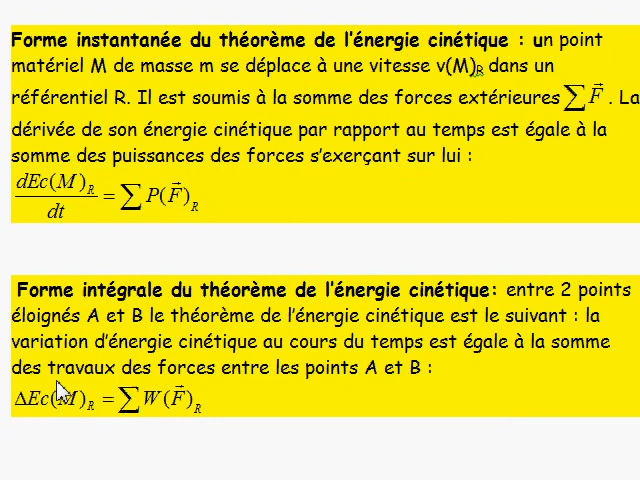 Forme instantanée du théorème de l'énergie cinétique : un point
matériel M de masse m se déplace à une vitesse v(M)R dans un
référentiel R. Il est soumis à la somme des forces extérieures ∑ F⃗ . La
dérivée de son énergie cinétique par rapport au temps est égale à la
somme des puissances des forces s'exerçant sur lui :
dEc(M)R / dt = ∑ P(F⃗)R
Forme intégrale du théorème de l'énergie cinétique: entre 2 points
éloignés A et B le théorème de l'énergie cinétique est le suivant : la
variation d'énergie cinétique au cours du temps est égale à la somme
des travaux des forces entre les points A et B :
ΔEc(M)R = ∑ W(F⃗)R